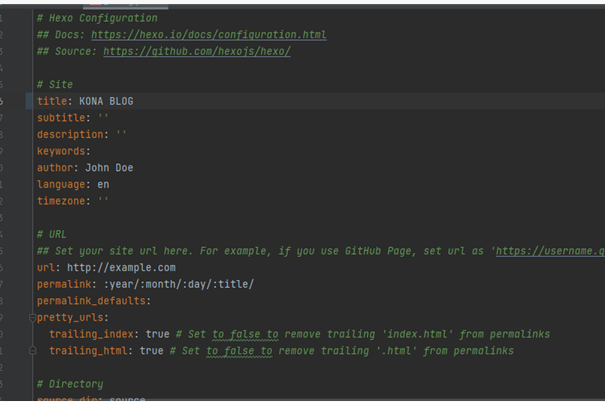 # Hexo Configuration
## Docs: https://hexo.io/docs/configuration.html
## Source: https://github.com/hexojs/hexo/
# Site
title: KONA BLOG
subtitle: ''
description: ''
keywords:
author: John Doe
language: en
timezone: ''
# URL
## Set your site url here. For example, if you use GitHub Page, set url as 'https://username.g
url: http://example.com
permalink: :year/:month/:day/:title/
permalink_defaults:
pretty_urls:
trailing_index: true # Set to false to remove trailing 'index.html' from permalinks
trailing_html: true # Set to false to remove trailing '.html' from permalinks
# Directory
source_dir: source